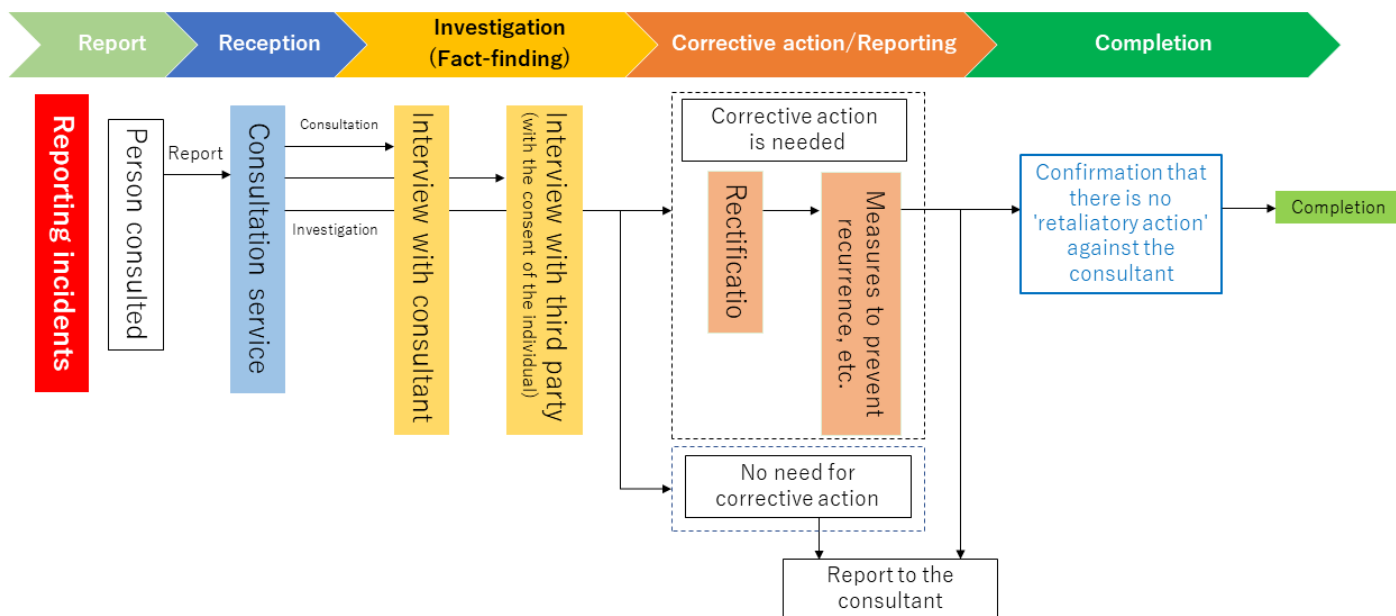 Report
Reception
Investigation
(Fact-finding)
Corrective action/Reporting
Completion
Reporting incidents
Person consulted
Report
Consultation service
Consultation
Investigation
Interview with consultant
Interview with third party
(with the consent of the individual)
Corrective action
is needed
Rectificatio
Measures to prevent
recurrence, etc.
No need for
corrective action
Report to the
consultant
Confirmation that
there is no
'retaliatory action'
against the
consultant
Completion